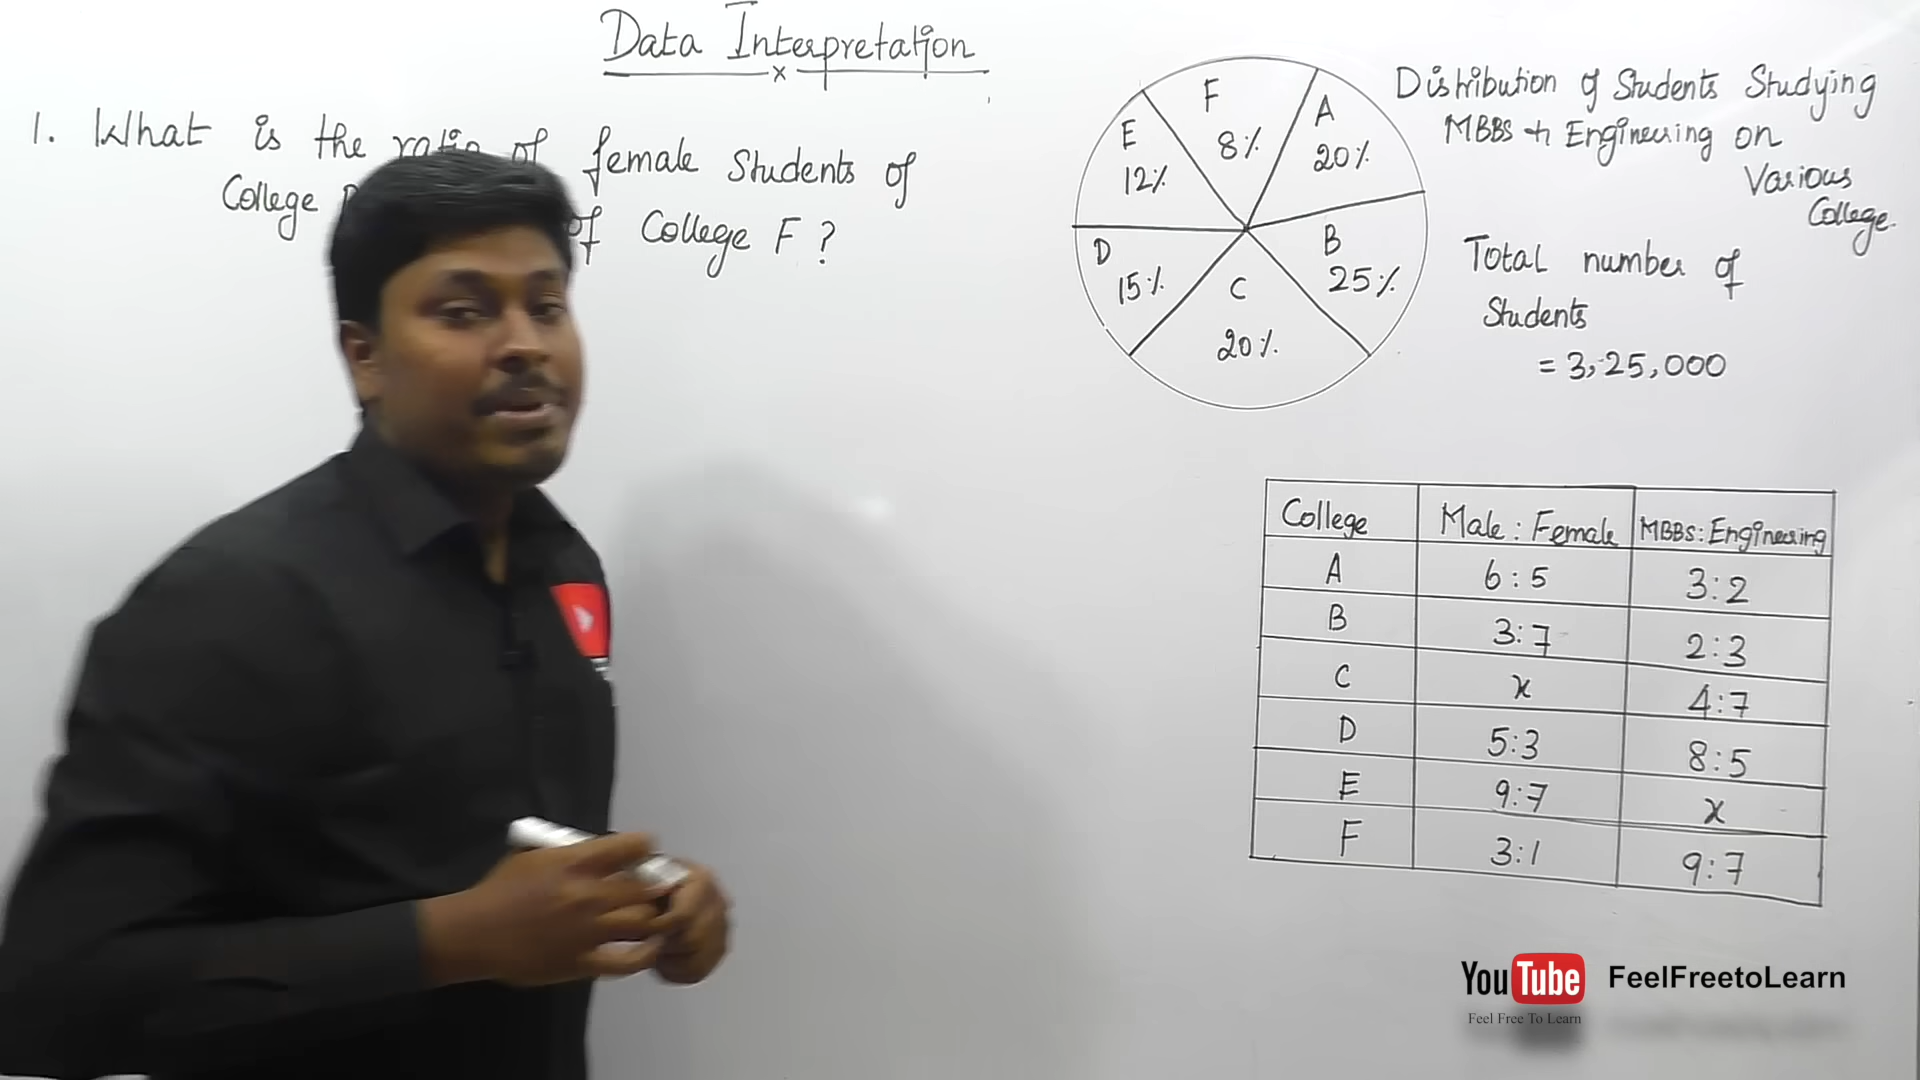 Data Interpretation
1. What is the ratio of female Students of
College of College F ?
F
8%
A
20%
E
12%
B
25%
D
15%
C
20%
Distribution of Students Studying
MBBS & Engineering on
Various
College.
Total number of
Students
= 3,25,000
College Male : Female MBBS : Engineering
A 6 : 5 3 : 2
B 3 : 7 2 : 3
C x 4 : 7
D 5 : 3 8 : 5
E 9 : 7 x
F 3 : 1 9 : 7
YouTube FeelFreetoLearn
Feel Free To Learn